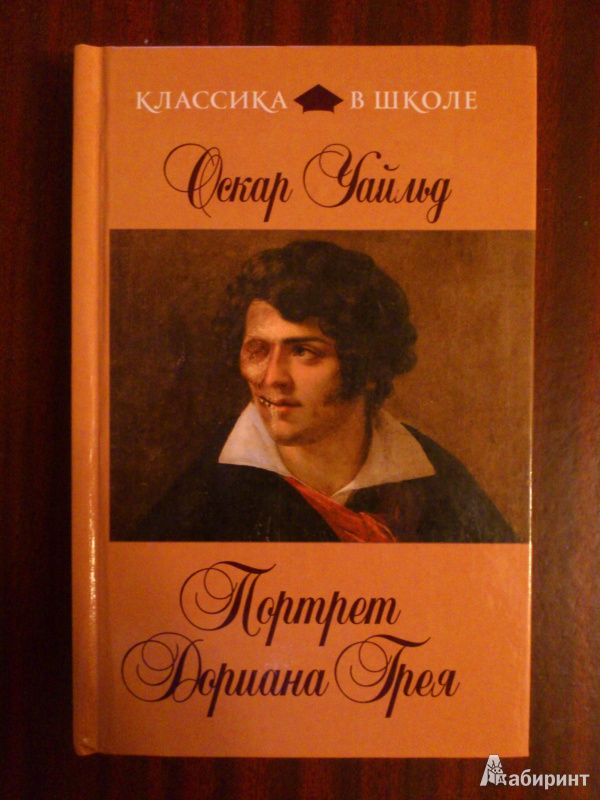 КЛАССИКА В ШКОЛЕ
Оскар Уайльд
Портрет
Дориана Грея
Лабиринт